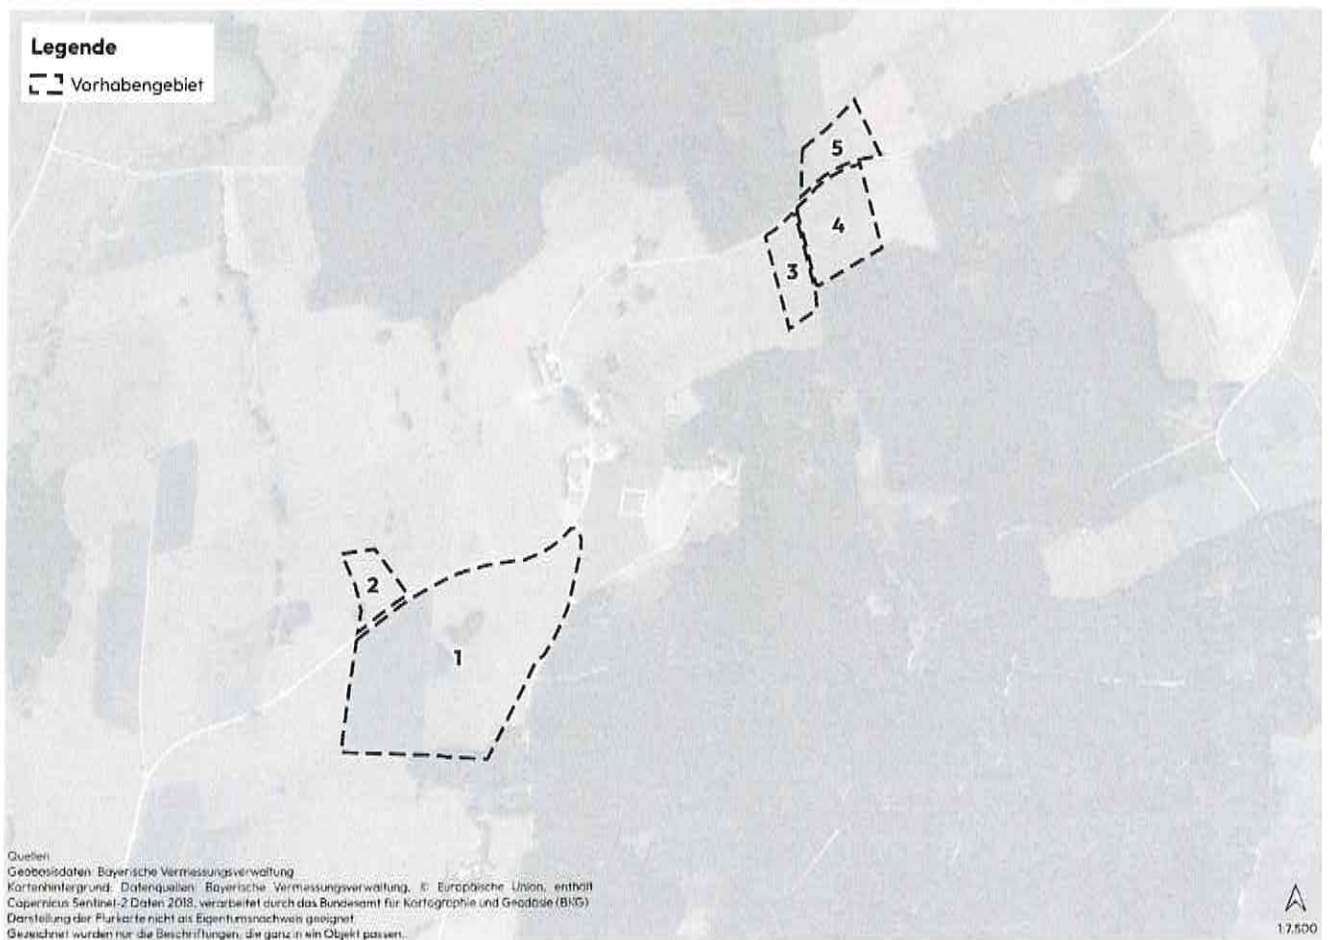 Legende
Vorhabengebiet
5
4
3
2
1
Quellen
Geobasisdaten: Bayerische Vermessungsverwaltung
Kartenhintergrund: Datenquellen: Bayerische Vermessungsverwaltung, © Europäische Union, enthält
Copernicus Sentinel-2 Daten 2018, verarbeitet durch das Bundesamt für Kartographie und Geodäsie (BKG)
Darstellung der Flurkarte nicht als Eigentumsnachweis geeignet
Gezeichnet wurden nur die Beschriftungen, die ganz in ein Objekt passen.
1:7.500